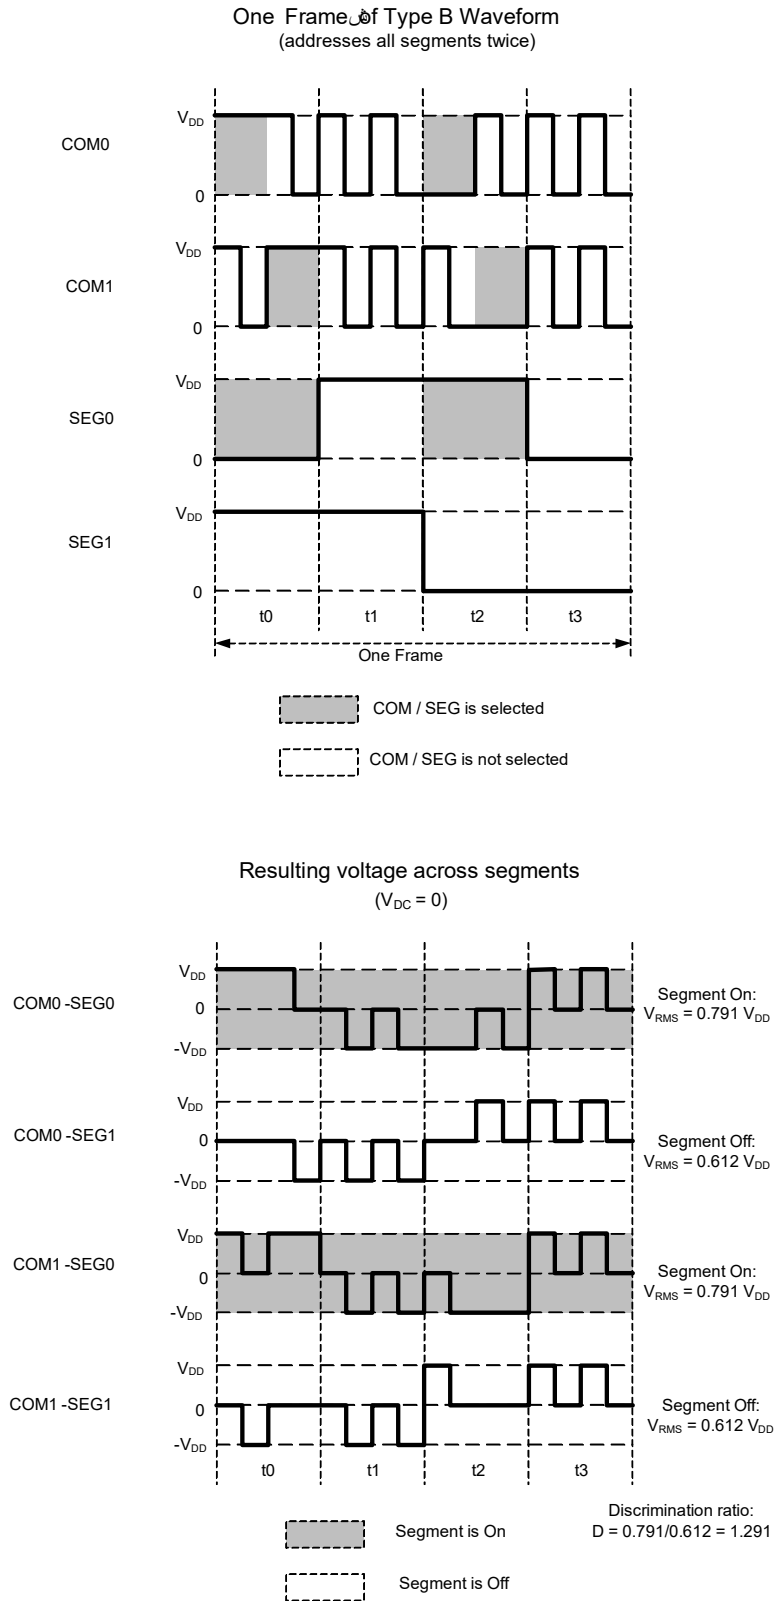 One Frame of Type B Waveform
(addresses all segments twice)
VDD
COM0
0
VDD
COM1
0
VDD
SEG0
0
VDD
SEG1
0
t0 t1 t2 t3
One Frame
COM / SEG is selected
COM / SEG is not selected
Resulting voltage across segments
(VDC = 0)
VDD
COM0 -SEG0
0
-VDD
Segment On:
VRMS = 0.791 VDD
VDD
COM0 -SEG1
0
-VDD
Segment Off:
VRMS = 0.612 VDD
VDD
COM1 -SEG0
0
-VDD
Segment On:
VRMS = 0.791 VDD
VDD
COM1 -SEG1
0
-VDD
Segment Off:
VRMS = 0.612 VDD
t0 t1 t2 t3
Segment is On
Segment is Off
Discrimination ratio:
D = 0.791/0.612 = 1.291